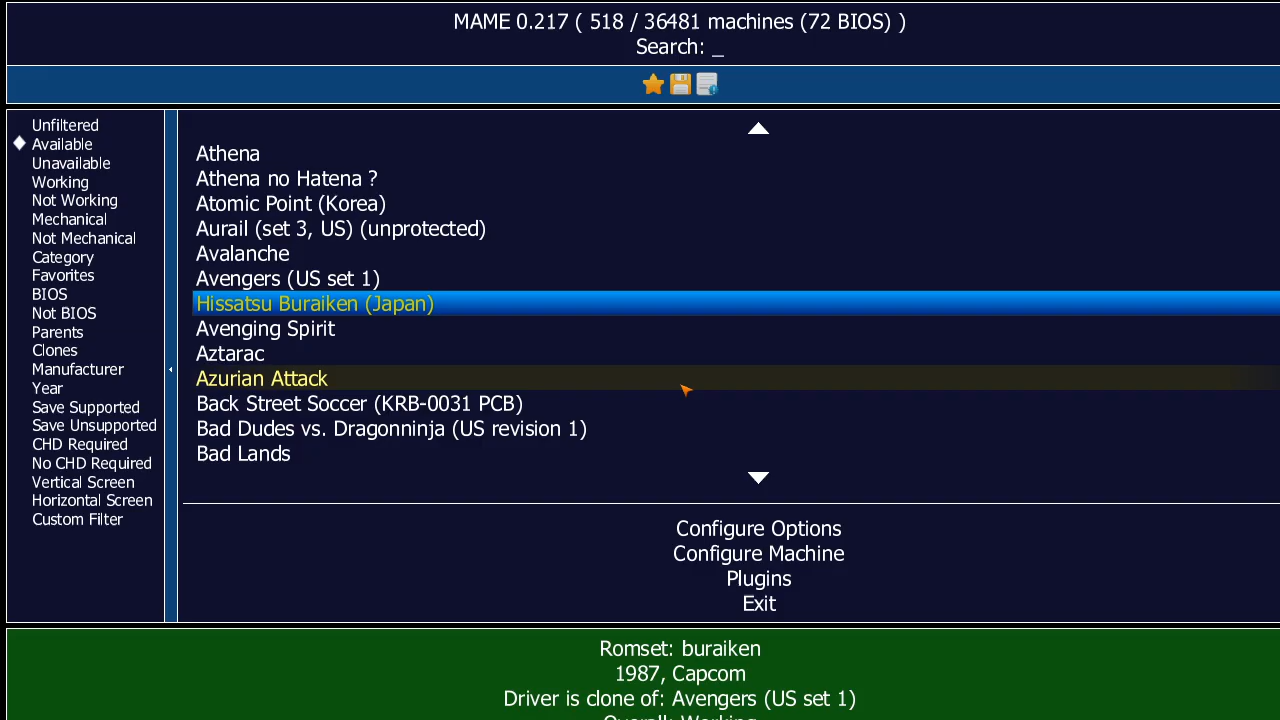 MAME 0.217 ( 518 / 36481 machines (72 BIOS) )
Search: _
Unfiltered
Available
Unavailable
Working
Not Working
Mechanical
Not Mechanical
Category
Favorites
BIOS
Not BIOS
Parents
Clones
Manufacturer
Year
Save Supported
Save Unsupported
CHD Required
No CHD Required
Vertical Screen
Horizontal Screen
Custom Filter
Athena
Athena no Hatena ?
Atomic Point (Korea)
Aurail (set 3, US) (unprotected)
Avalanche
Avengers (US set 1)
Hissatsu Buraiken (Japan)
Avenging Spirit
Aztarac
Azurian Attack
Back Street Soccer (KRB-0031 PCB)
Bad Dudes vs. Dragonninja (US revision 1)
Bad Lands
Configure Options
Configure Machine
Plugins
Exit
Romset: buraiken
1987, Capcom
Driver is clone of: Avengers (US set 1)
Overall: Working